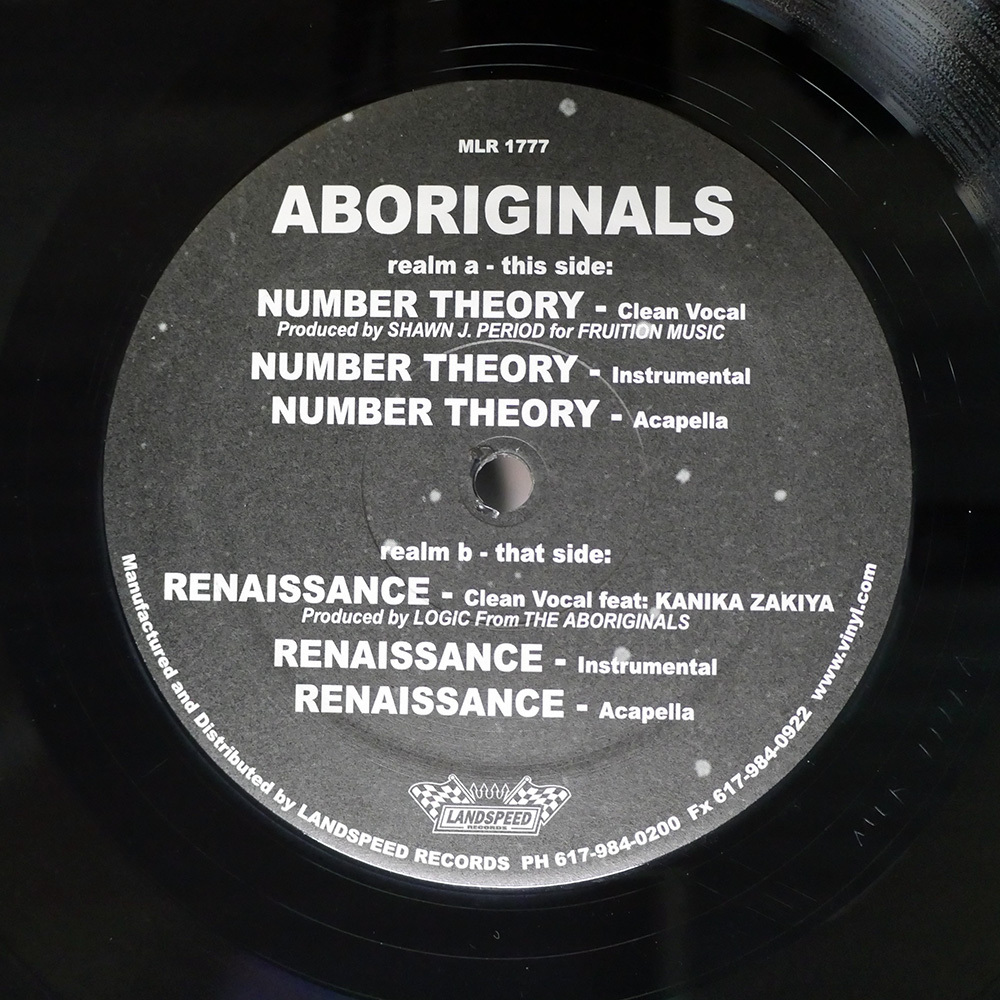 MLR 1777
ABORIGINALS
realm a - this side:
NUMBER THEORY - Clean Vocal
Produced by SHAWN J. PERIOD for FRUITION MUSIC
NUMBER THEORY - Instrumental
NUMBER THEORY - Acapella
realm b - that side:
RENAISSANCE - Clean Vocal feat: KANIKA ZAKIYA
Produced by LOGIC From THE ABORIGINALS
RENAISSANCE - Instrumental
RENAISSANCE - Acapella
LANDSPEED
RECORDS
Manufactured and Distributed by LANDSPEED RECORDS PH 617-984-0200 Fx 617-984-0922 www.vinyl.com